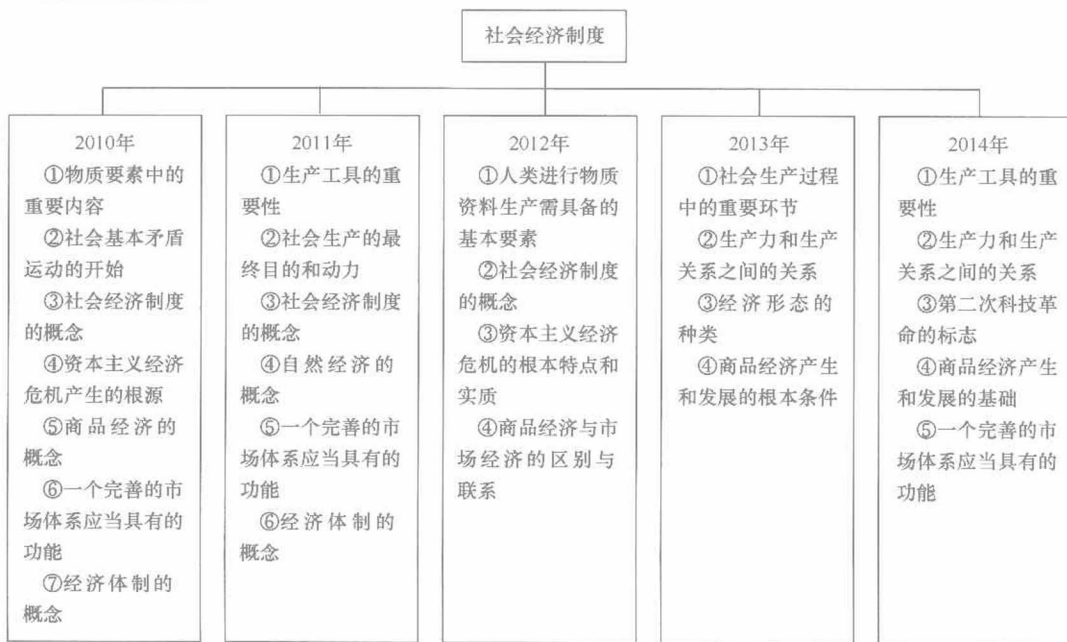 社会经济制度
2010年
①物质要素中的
重要内容
②社会基本矛盾
运动的开始
③社会经济制度
的概念
④资本主义经济
危机产生的根源
⑤商品经济的
概念
⑥一个完善的市
场体系应当具有的
功能
⑦经济体制的
概念
2011年
①生产工具的重
要性
②社会生产的最
终目的和动力
③社会经济制度
的概念
④自然经济的
概念
⑤一个完善的市
场体系应当具有的
功能
⑥经济体制的
概念
2012年
①人类进行物质
资料生产需具备的
基本要素
②社会经济制度
的概念
③资本主义经济
危机的根本特点和
实质
④商品经济与市
场经济的区别与
联系
2013年
①社会生产过程
中的重要环节
②生产力和生产
关系之间的关系
③经济形态的
种类
④商品经济产生
和发展的根本条件
2014年
①生产工具的重
要性
②生产力和生产
关系之间的关系
③第二次科技革
命的标志
④商品经济产生
和发展的基础
⑤一个完善的市
场体系应当具有的
功能